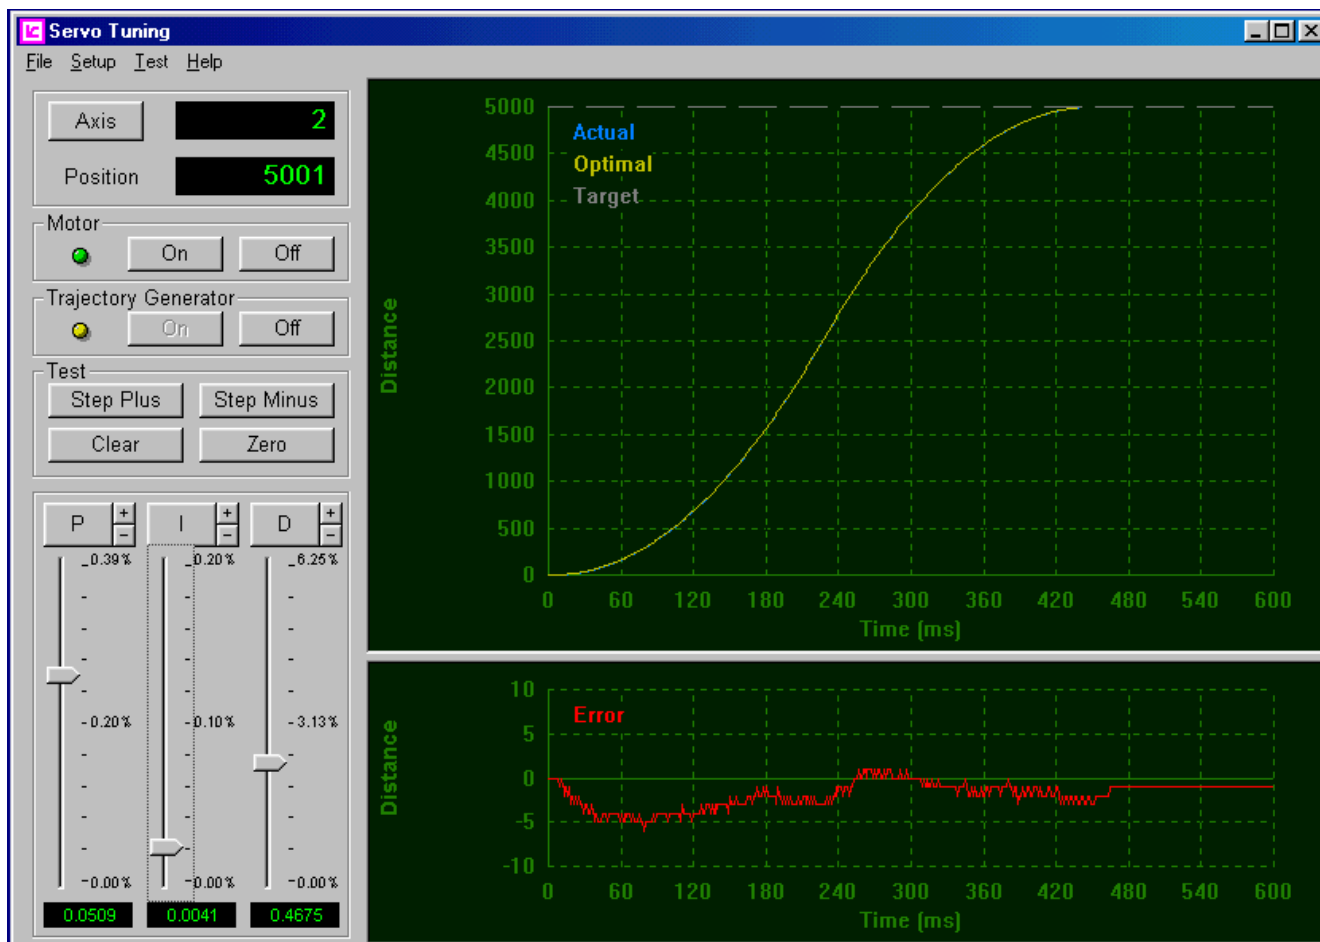 Servo Tuning
File Setup Test Help
Axis 2
Position 5001
Motor
On Off
Trajectory Generator
On Off
Test
Step Plus Step Minus
Clear Zero
P + - I + - D + -
0.39% 0.20% 6.25%
0.20% 0.10% 3.13%
0.00% 0.00% 0.00%
0.0509 0.0041 0.4675
Actual
Optimal
Target
Distance
5000
4500
4000
3500
3000
2500
2000
1500
1000
500
0
0 60 120 180 240 300 360 420 480 540 600
Time (ms)
Error
Distance
10
5
0
-5
-10
0 60 120 180 240 300 360 420 480 540 600
Time (ms)